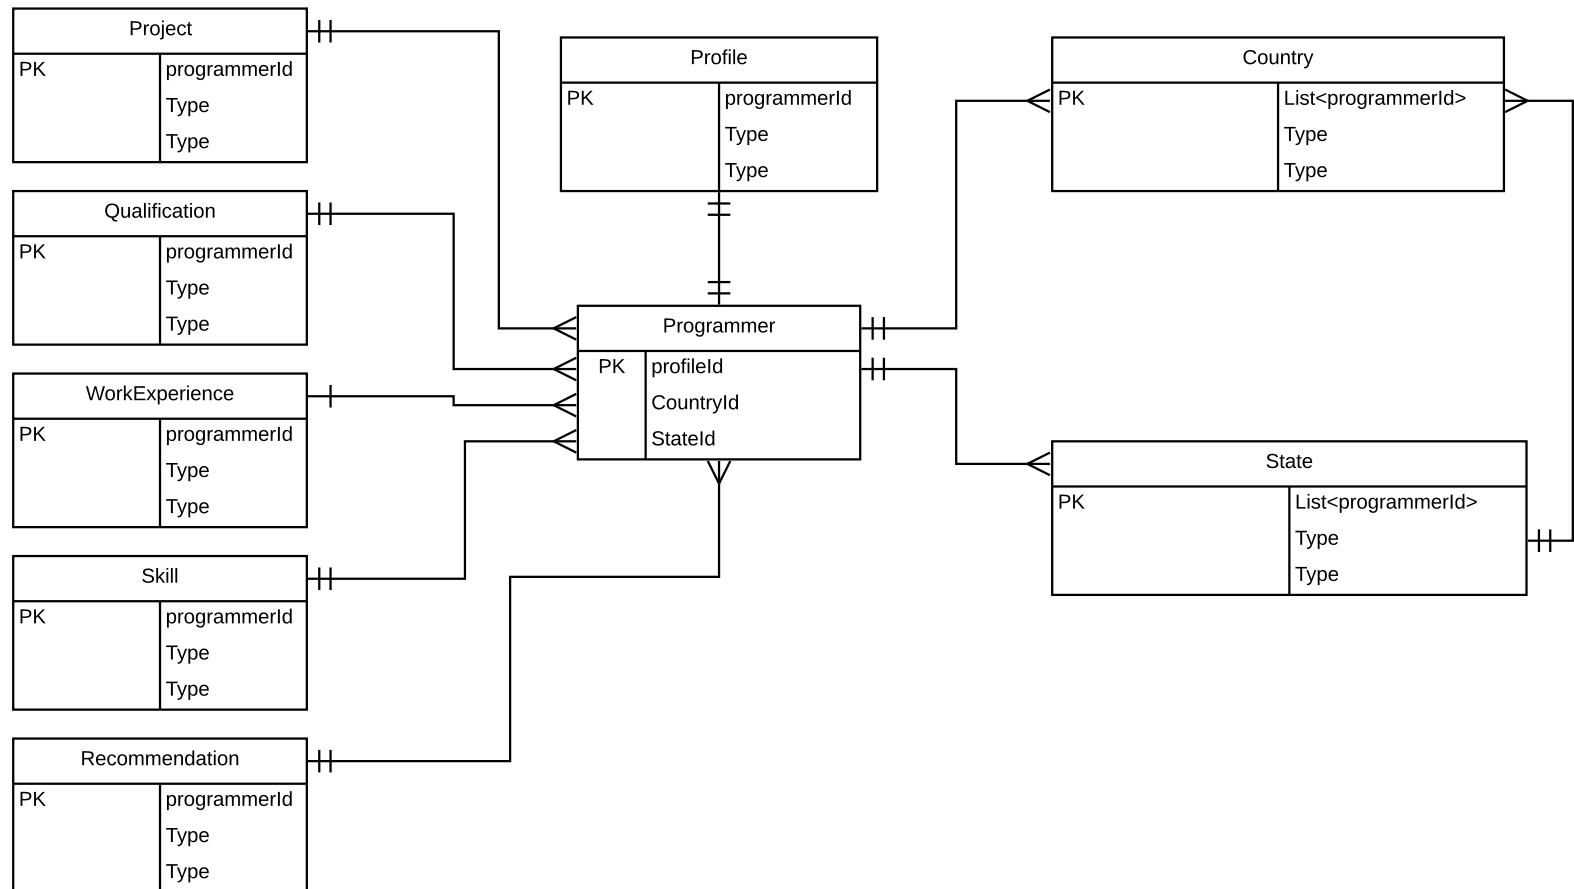 Project
PK programmerId
Type
Type
Qualification
PK programmerId
Type
Type
WorkExperience
PK programmerId
Type
Type
Skill
PK programmerId
Type
Type
Recommendation
PK programmerId
Type
Type
Profile
PK programmerId
Type
Type
Programmer
PK profileId
CountryId
StateId
Country
PK List<programmerId>
Type
Type
State
PK List<programmerId>
Type
Type